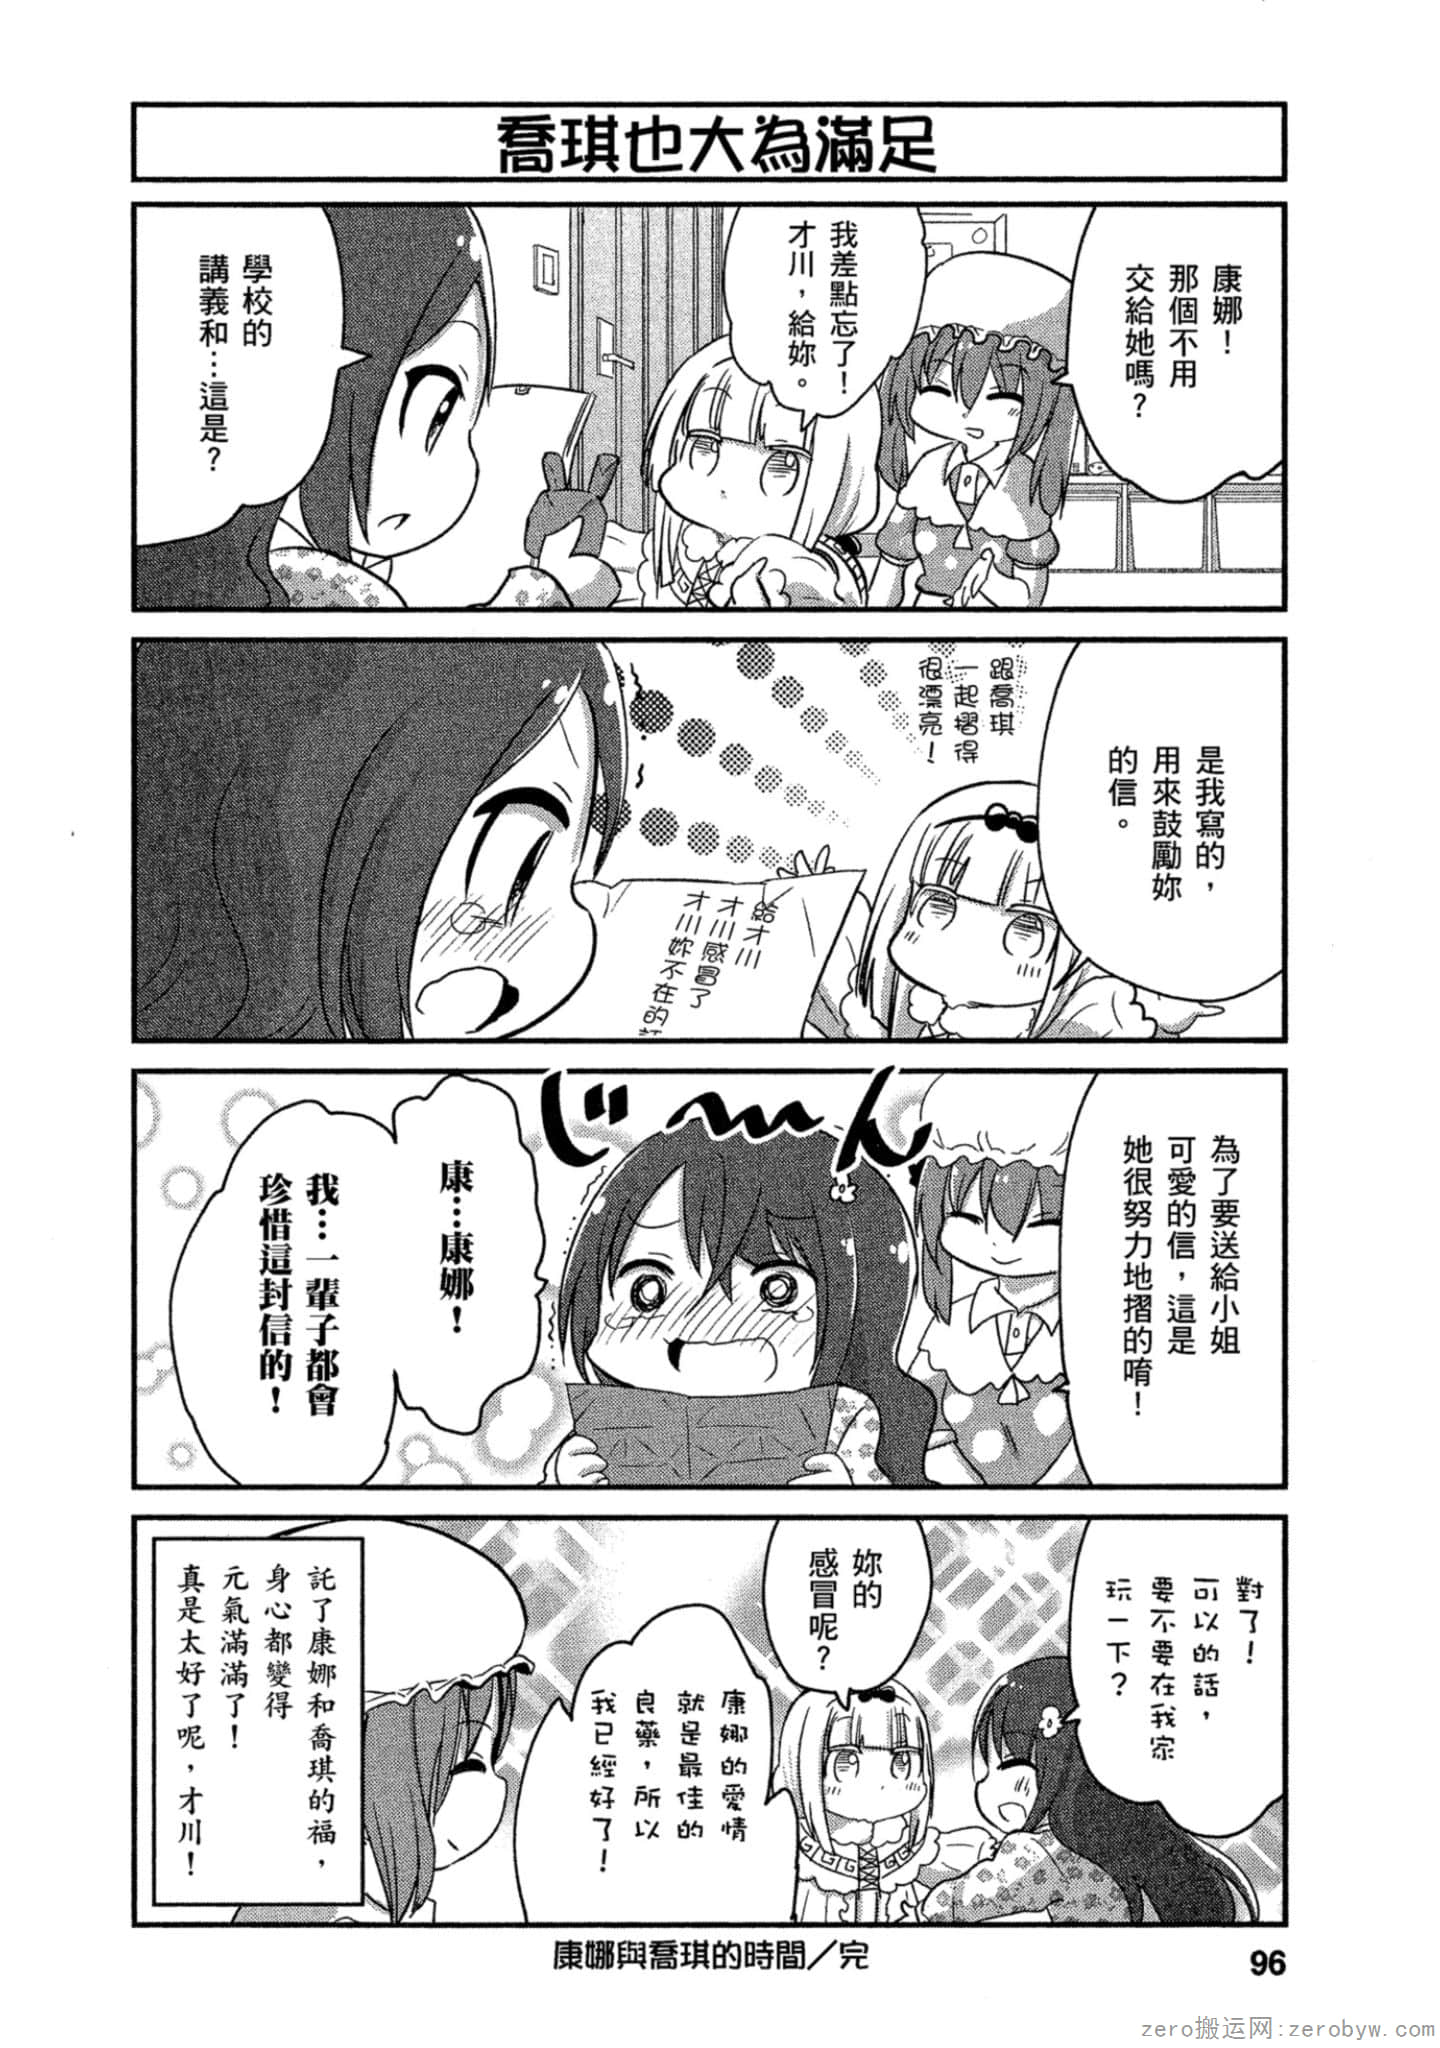 喬琪也大為滿足
康娜！
那個不用
交給她嗎？
我差點忘了！
才川，給妳。
學校的
講義和…這是？
是我寫的，
用來鼓勵妳
的信。
跟喬琪
一起摺得
很漂亮！
給才川
才川感冒了
才川妳不在的
為了要送給小姐
可愛的信，這是
她很努力地摺的唷！
じーーん
康…康娜！
我…一輩子都會
珍惜這封信的！
對了！
可以的話，
要不要在我家
玩一下？
妳的
感冒呢？
康娜的愛情
就是最佳的
良藥，所以
我已經好了！
託了康娜和喬琪的福，
身心都變得
元氣滿滿了！
真是太好了呢，才川！
康娜與喬琪的時間／完
96
zero搬运网:zerobyw.com